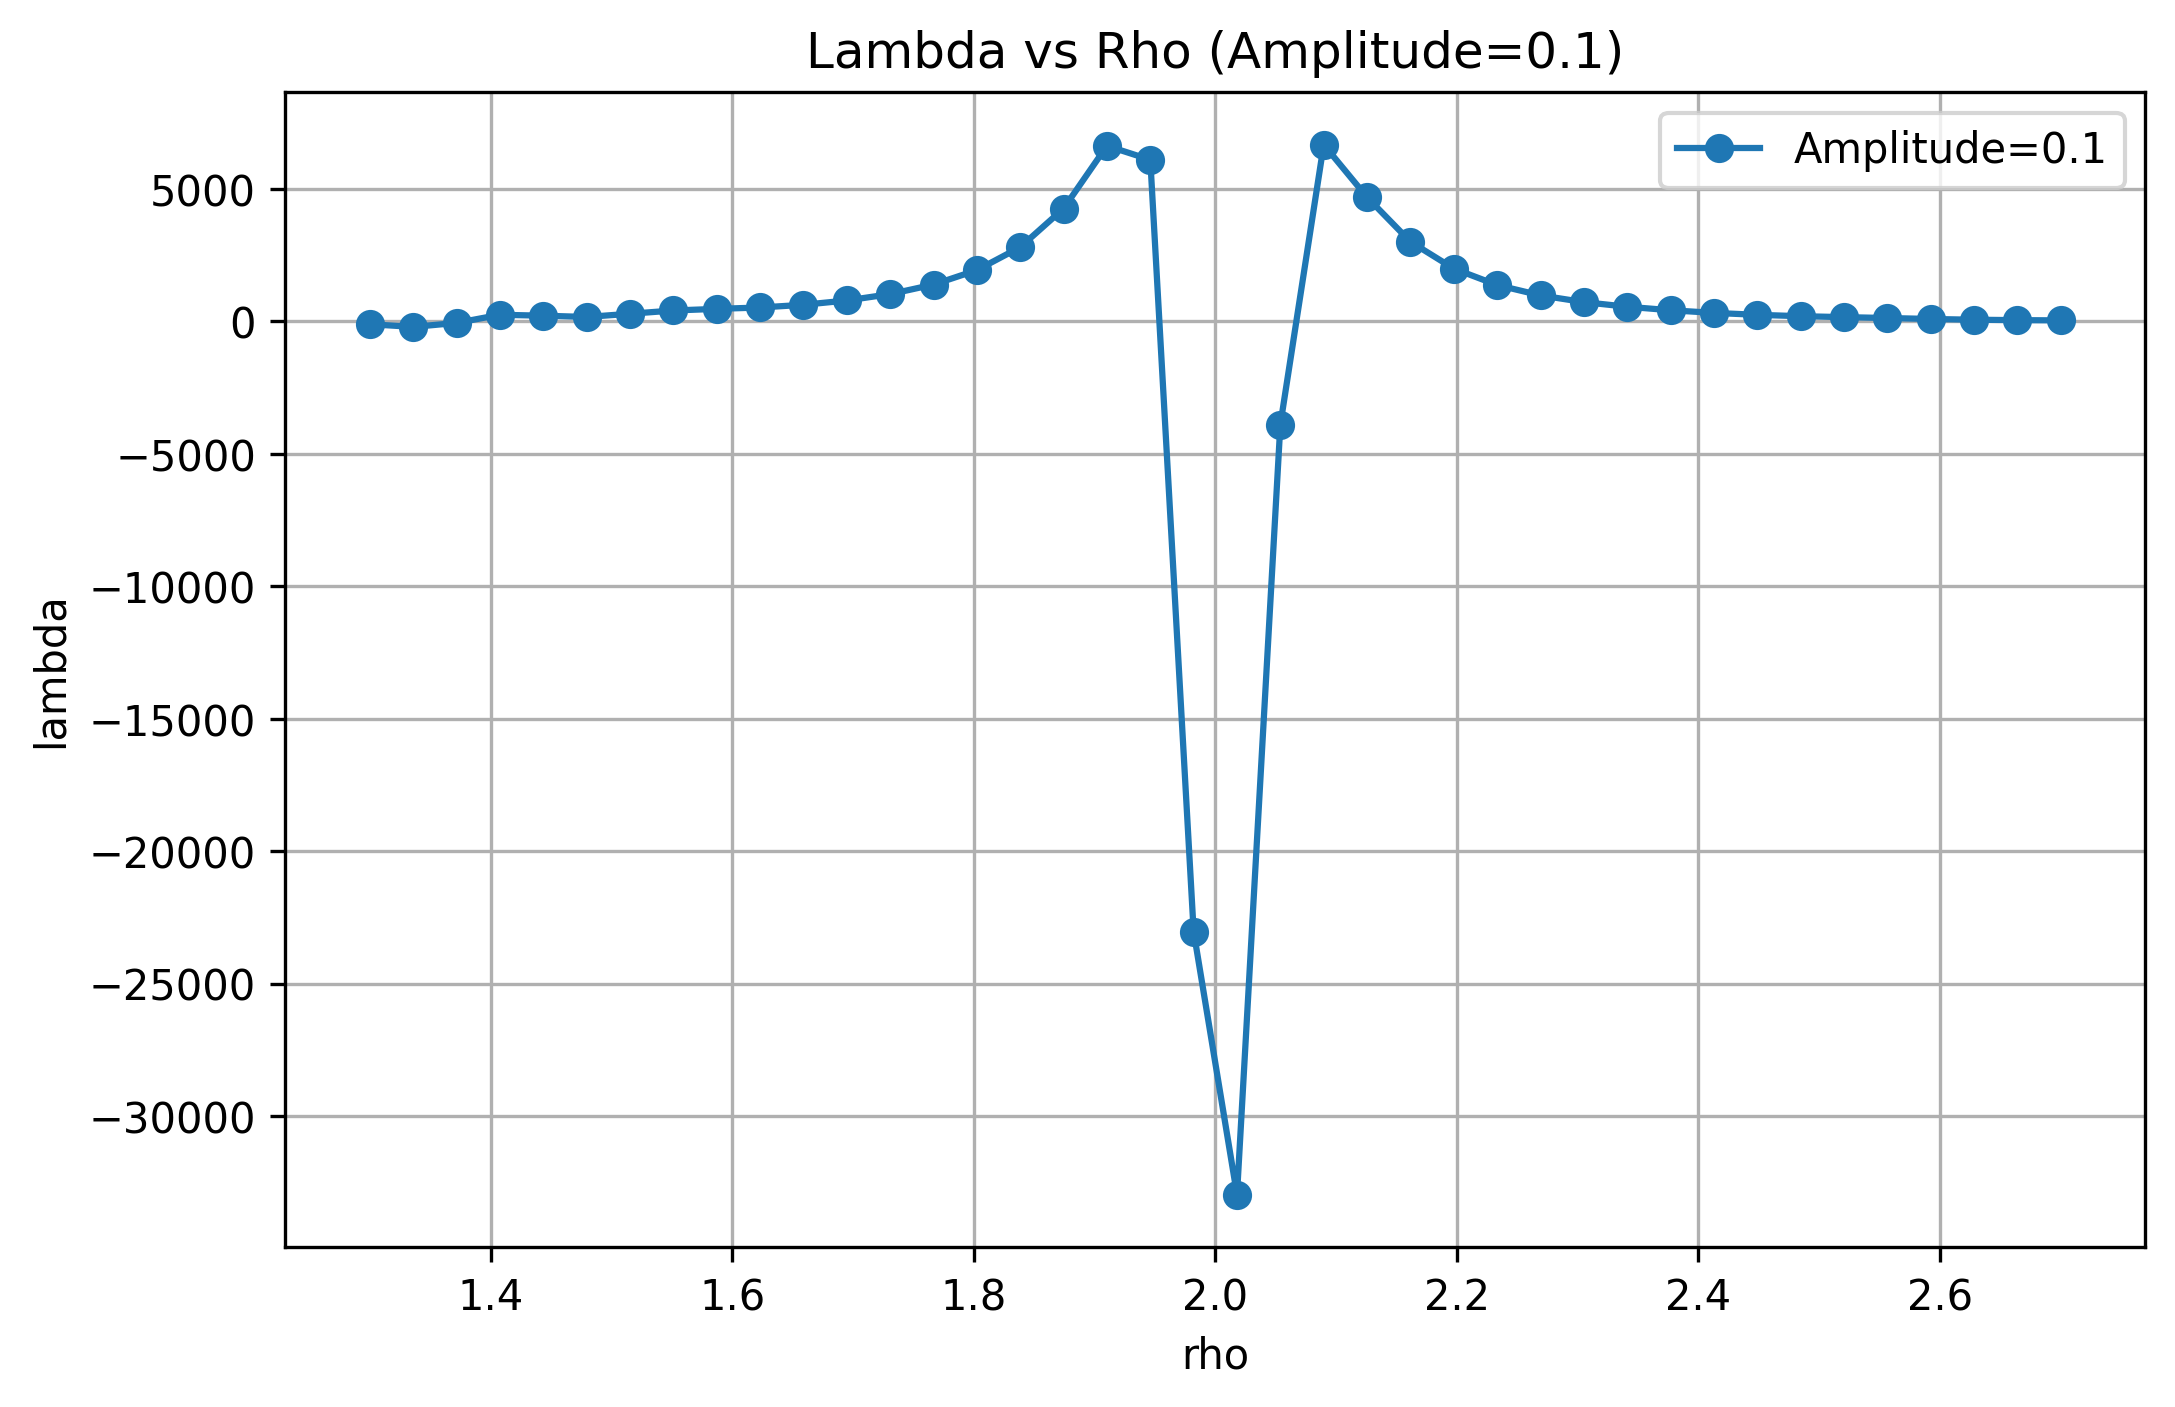 Lambda vs Rho (Amplitude=0.1)
Amplitude=0.1
5000
0
−5000
−10000
−15000
−20000
−25000
−30000
lambda
1.4 1.6 1.8 2.0 2.2 2.4 2.6
rho